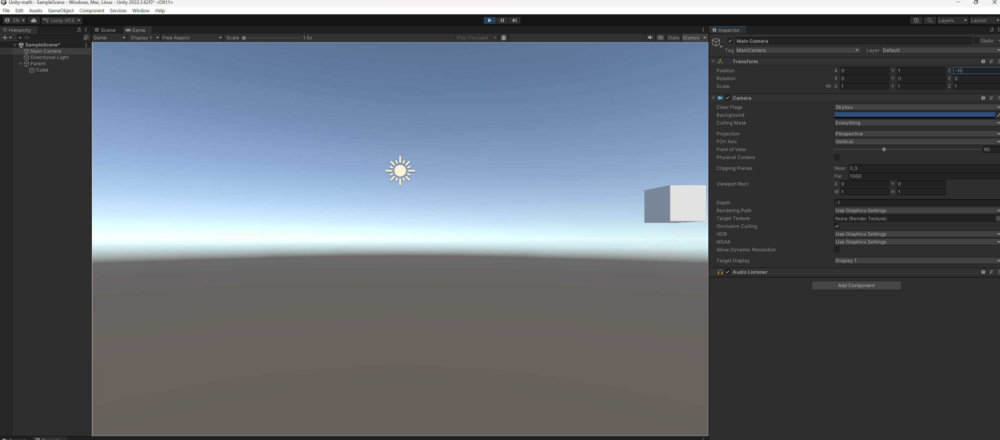 Unity-math - SampleScene - Windows, Mac, Linux - Unity 2022.3.62f3* <DX11>
File Edit Assets GameObject Component Services Window Help
ZN Unity VCS Layers Layout
Hierarchy Scene Game Inspector
All Game Display 1 Free Aspect Scale 1.5x Play Focused Stats Gizmos
SampleScene*
Main Camera
Directional Light
Parent
Cube
Main Camera Static
Tag MainCamera Layer Default
Transform
Position X 0 Y 1 Z -10
Rotation X 0 Y 0 Z 0
Scale X 1 Y 1 Z 1
Camera
Clear Flags Skybox
Background
Culling Mask Everything
Projection Perspective
FOV Axis Vertical
Field of View 60
Physical Camera
Clipping Planes Near 0.3
Far 1000
Viewport Rect X 0 Y 0
W 1 H 1
Depth -1
Rendering Path Use Graphics Settings
Target Texture None (Render Texture)
Occlusion Culling
HDR Use Graphics Settings
MSAA Use Graphics Settings
Allow Dynamic Resolution
Target Display Display 1
Audio Listener
Add Component
Project Console